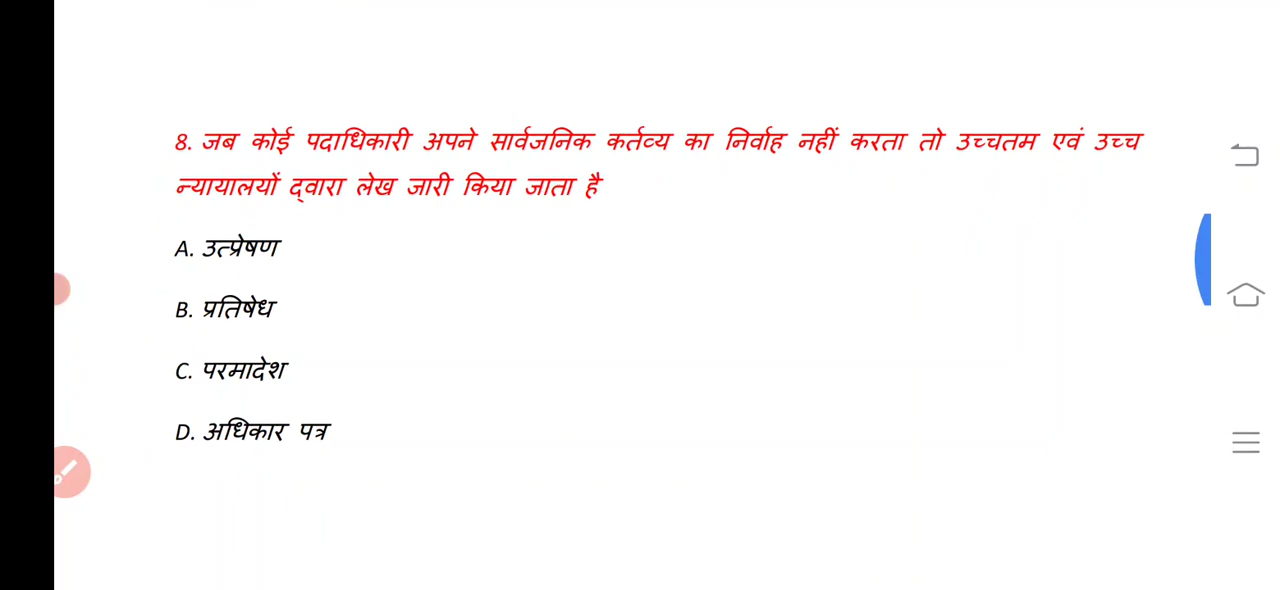 8. जब कोई पदाधिकारी अपने सार्वजनिक कर्तव्य का निर्वाह नहीं करता तो उच्चतम एवं उच्च
न्यायालयों द्वारा लेख जारी किया जाता है
A. उत्प्रेषण
B. प्रतिषेध
C. परमादेश
D. अधिकार पत्र